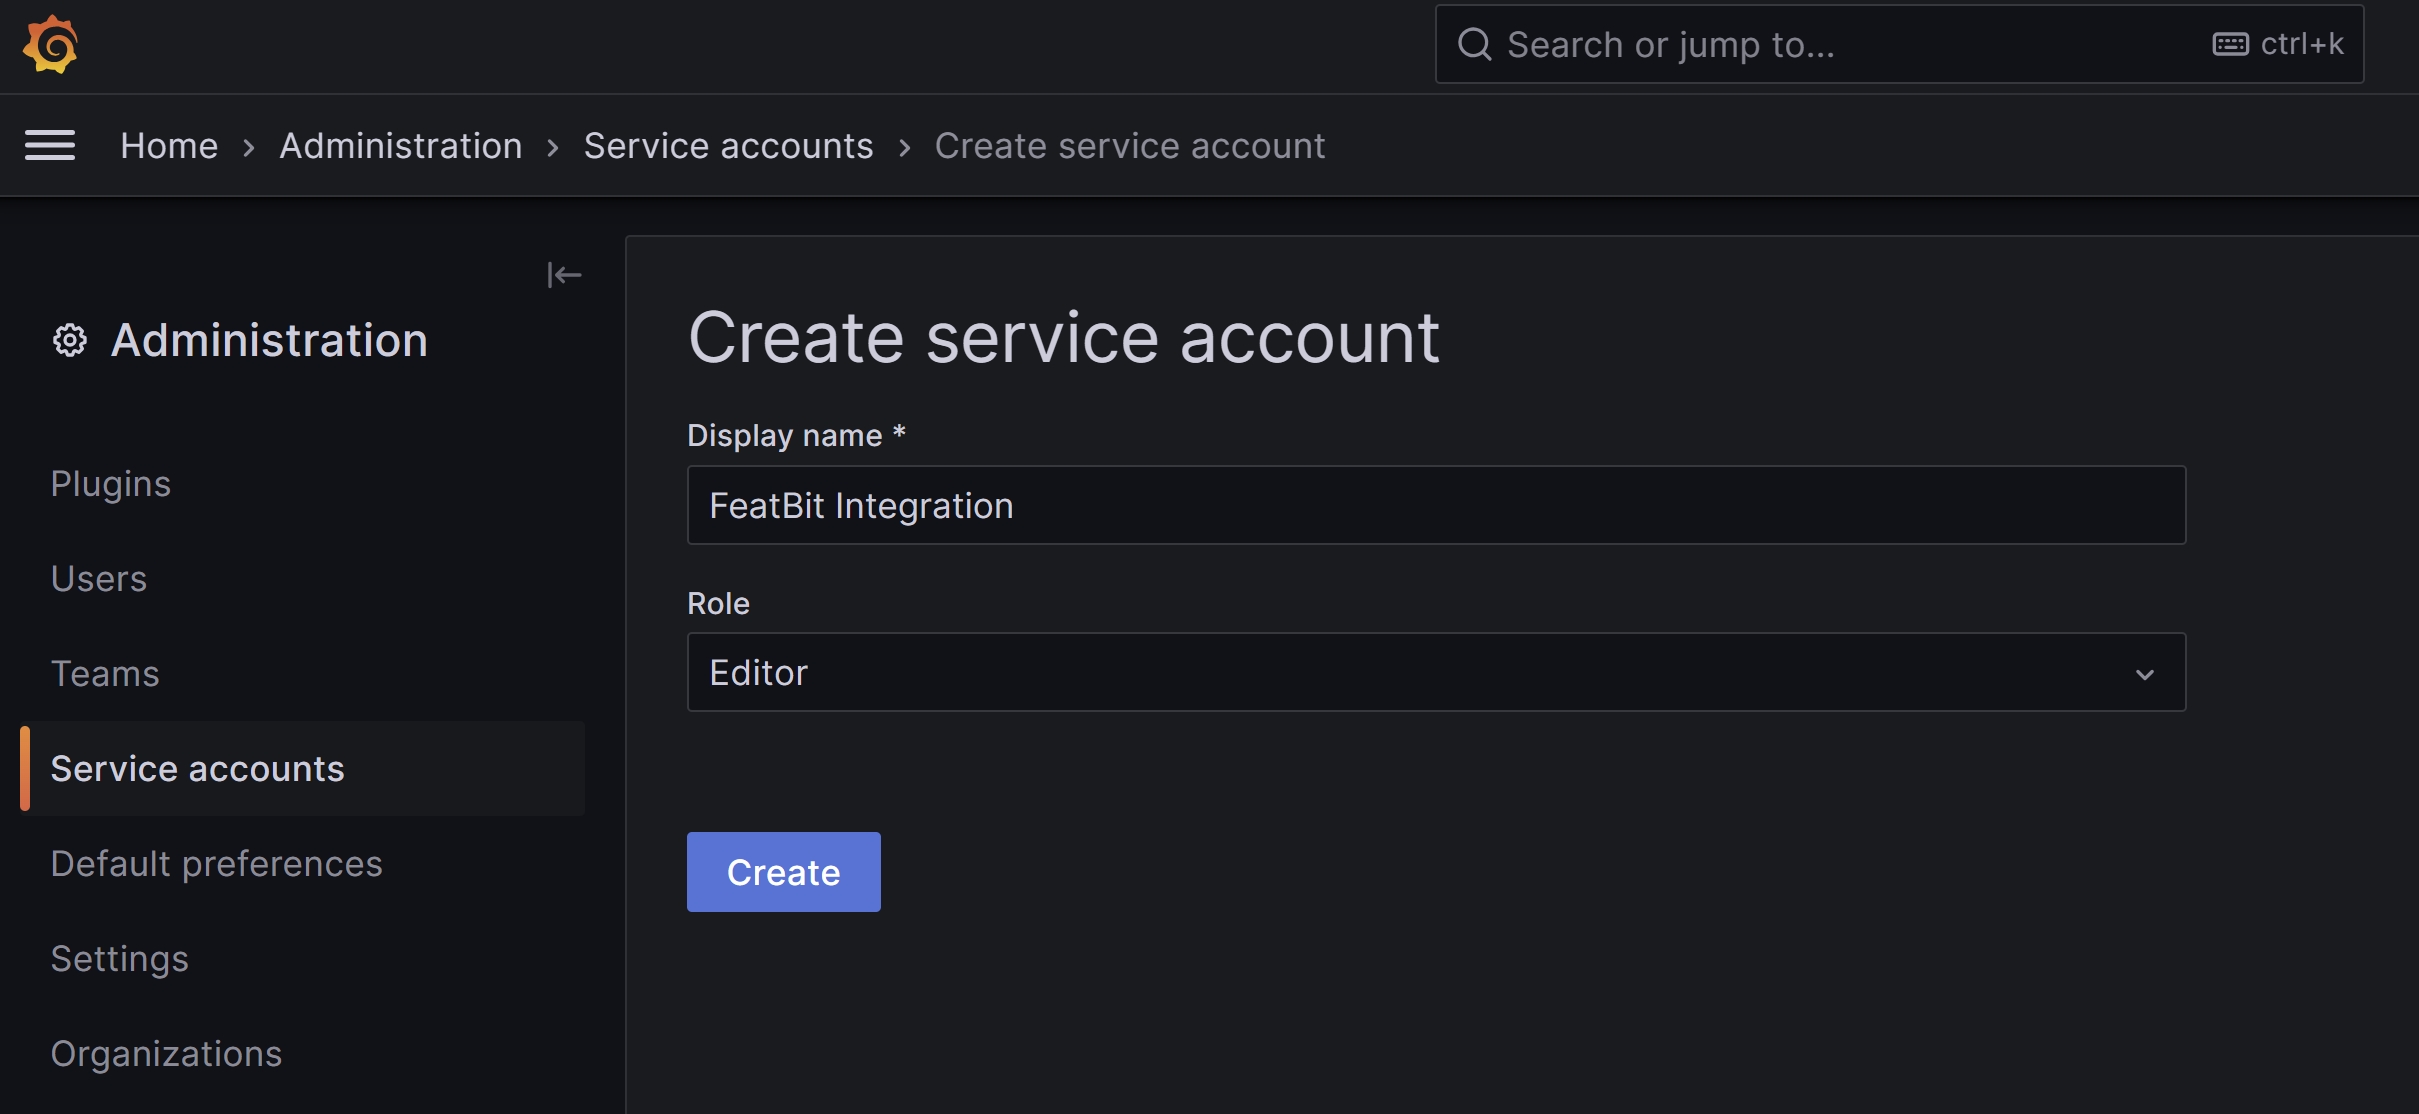 Search or jump to...
ctrl+k
Home › Administration › Service accounts › Create service account
Administration
Plugins
Users
Teams
Service accounts
Default preferences
Settings
Organizations
Create service account
Display name *
FeatBit Integration
Role
Editor
Create